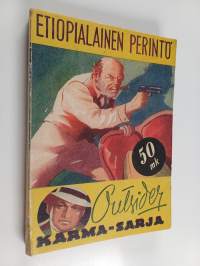 ETIOPIALAINEN PERINTÖ
50
mk
Outsider
KARMA-SARJA